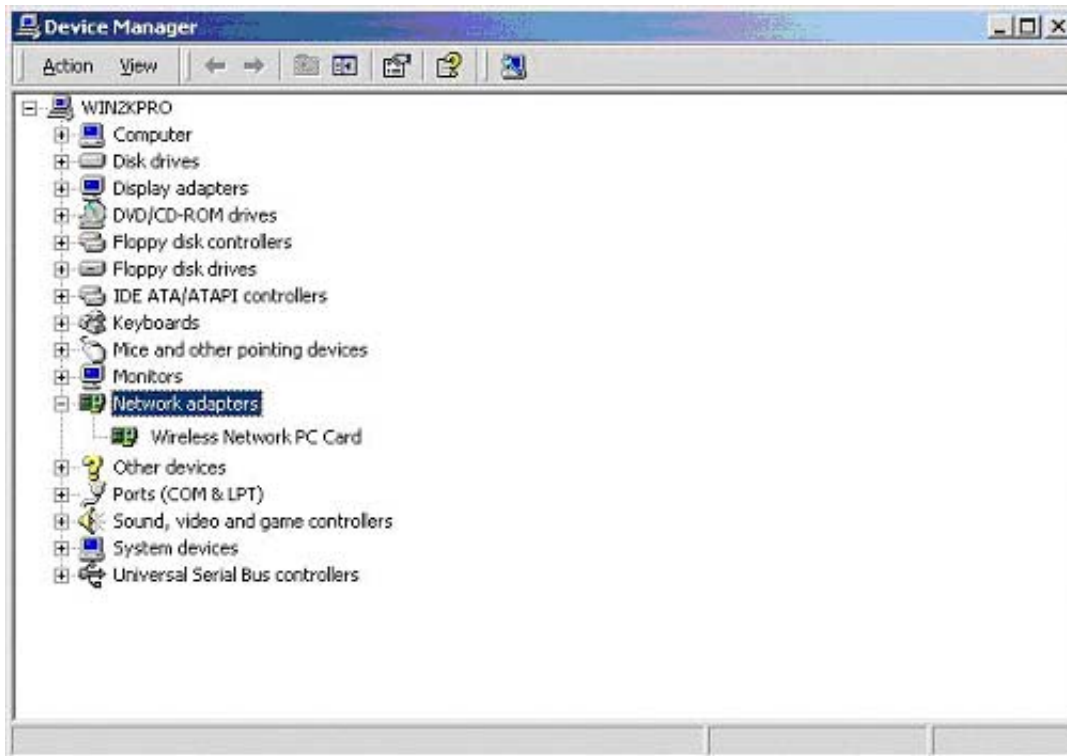 Device Manager
Action View
WIN2KPRO
Computer
Disk drives
Display adapters
DVD/CD-ROM drives
Floppy disk controllers
Floppy disk drives
IDE ATA/ATAPI controllers
Keyboards
Mice and other pointing devices
Monitors
Network adapters
Wireless Network PC Card
Other devices
Ports (COM & LPT)
Sound, video and game controllers
System devices
Universal Serial Bus controllers